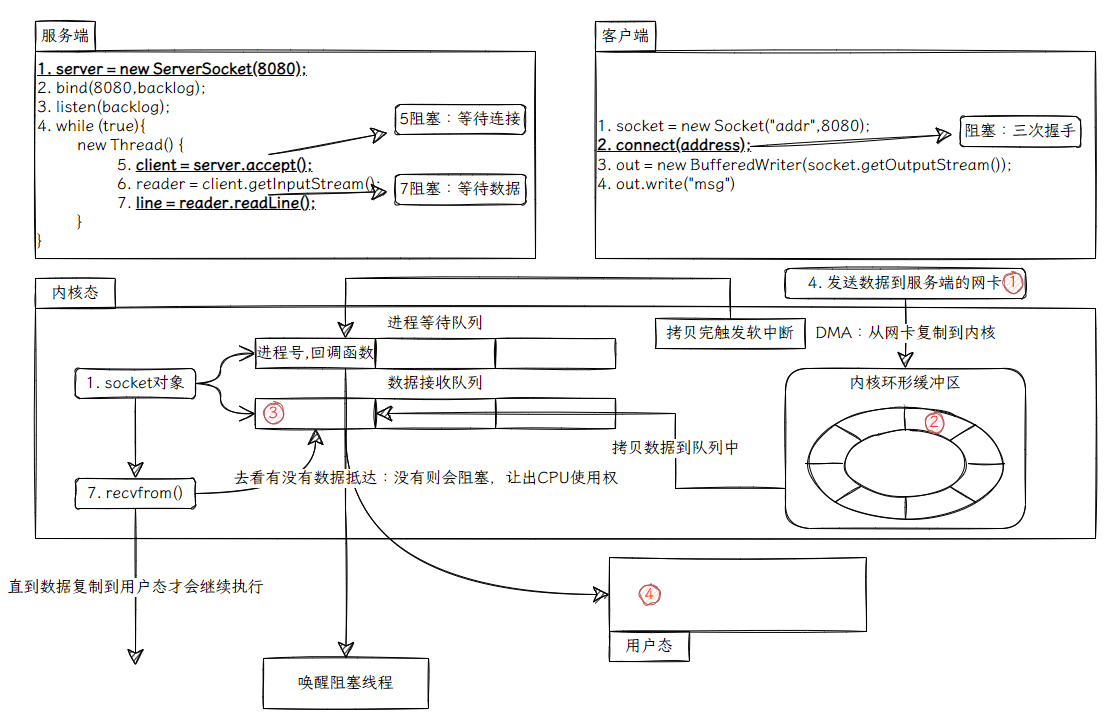 服务端
1. server = new ServerSocket(8080);
2. bind(8080,backlog);
3. listen(backlog);
4. while (true){
new Thread() {
5. client = server.accept();
6. reader = client.getInputStream();
7. line = reader.readLine();
}
}
5阻塞：等待连接
7阻塞：等待数据
客户端
1. socket = new Socket("addr",8080);
2. connect(address);
3. out = new BufferedWriter(socket.getOutputStream());
4. out.write("msg")
阻塞：三次握手
内核态
4. 发送数据到服务端的网卡 ①
进程等待队列
拷贝完触发软中断
DMA：从网卡复制到内核
进程号,回调函数
1. socket对象
数据接收队列
内核环形缓冲区
③
②
拷贝数据到队列中
去看有没有数据抵达：没有则会阻塞，让出CPU使用权
7. recvfrom()
直到数据复制到用户态才会继续执行
④
用户态
唤醒阻塞线程